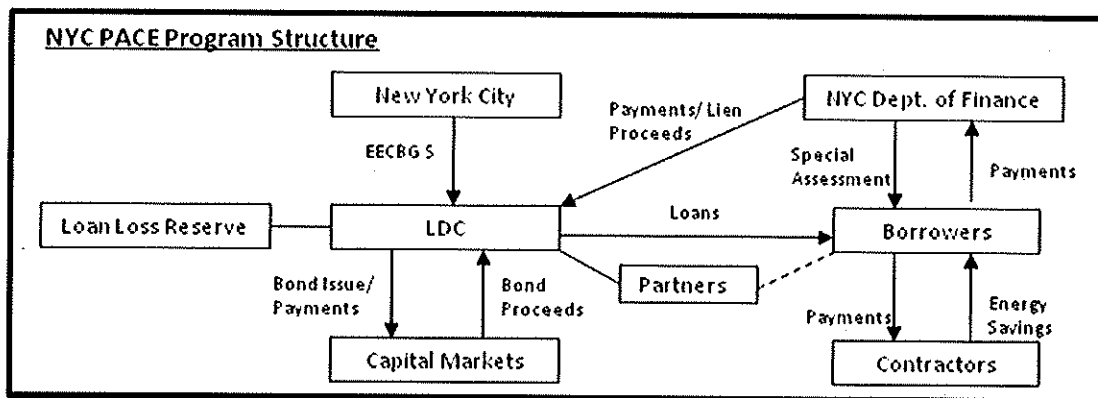 NYC PACE Program Structure
New York City
NYC Dept. of Finance
Payments/ Lien
Proceeds
EECBG $
Special
Assessment
Payments
Loan Loss Reserve
LDC
Loans
Borrowers
Bond Issue/
Payments
Bond
Proceeds
Partners
Payments
Energy
Savings
Capital Markets
Contractors